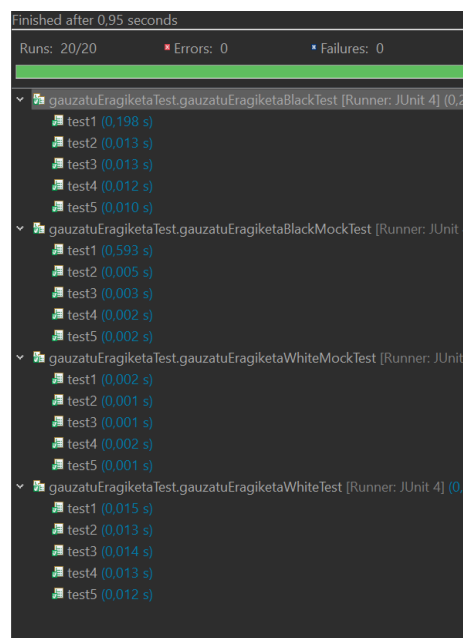 Finished after 0,95 seconds
Runs: 20/20 Errors: 0 Failures: 0
gauzatuEragiketaTest.gauzatuEragiketaBlackTest [Runner: JUnit 4] (0,2
test1 (0,198 s)
test2 (0,013 s)
test3 (0,013 s)
test4 (0,012 s)
test5 (0,010 s)
gauzatuEragiketaTest.gauzatuEragiketaBlackMockTest [Runner: JUnit
test1 (0,593 s)
test2 (0,005 s)
test3 (0,003 s)
test4 (0,002 s)
test5 (0,002 s)
gauzatuEragiketaTest.gauzatuEragiketaWhiteMockTest [Runner: JUnit
test1 (0,002 s)
test2 (0,001 s)
test3 (0,001 s)
test4 (0,002 s)
test5 (0,001 s)
gauzatuEragiketaTest.gauzatuEragiketaWhiteTest [Runner: JUnit 4] (0,
test1 (0,015 s)
test2 (0,013 s)
test3 (0,014 s)
test4 (0,013 s)
test5 (0,012 s)